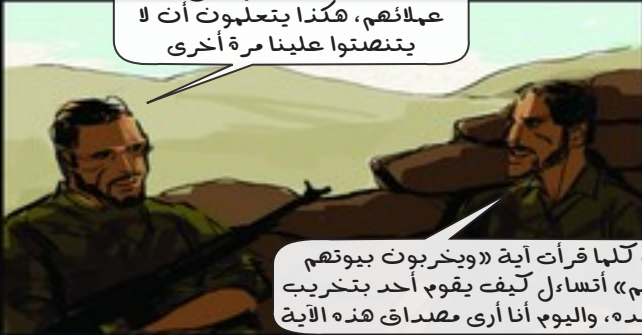 عملائهم، هكذا يتعلمون أن لا
يتنصتوا علينا مرة أخرى
كلما قرأت آية «ويخربون بيوتهم
أتساءل كيف يقوم أحد بتخريب
واليوم أنا أرى مصداق هذه الآية